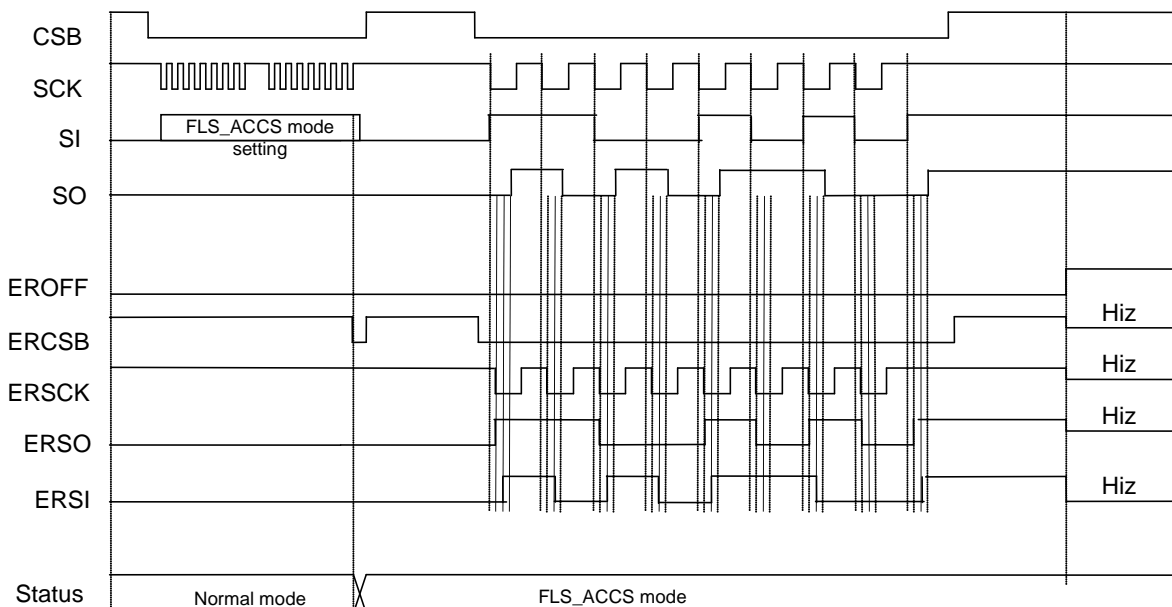 CSB
SCK
FLS_ACCS mode
setting
SI
SO
EROFF
Hiz
ERCSB
Hiz
ERSCK
Hiz
ERSO
Hiz
ERSI
Status
Normal mode
FLS_ACCS mode